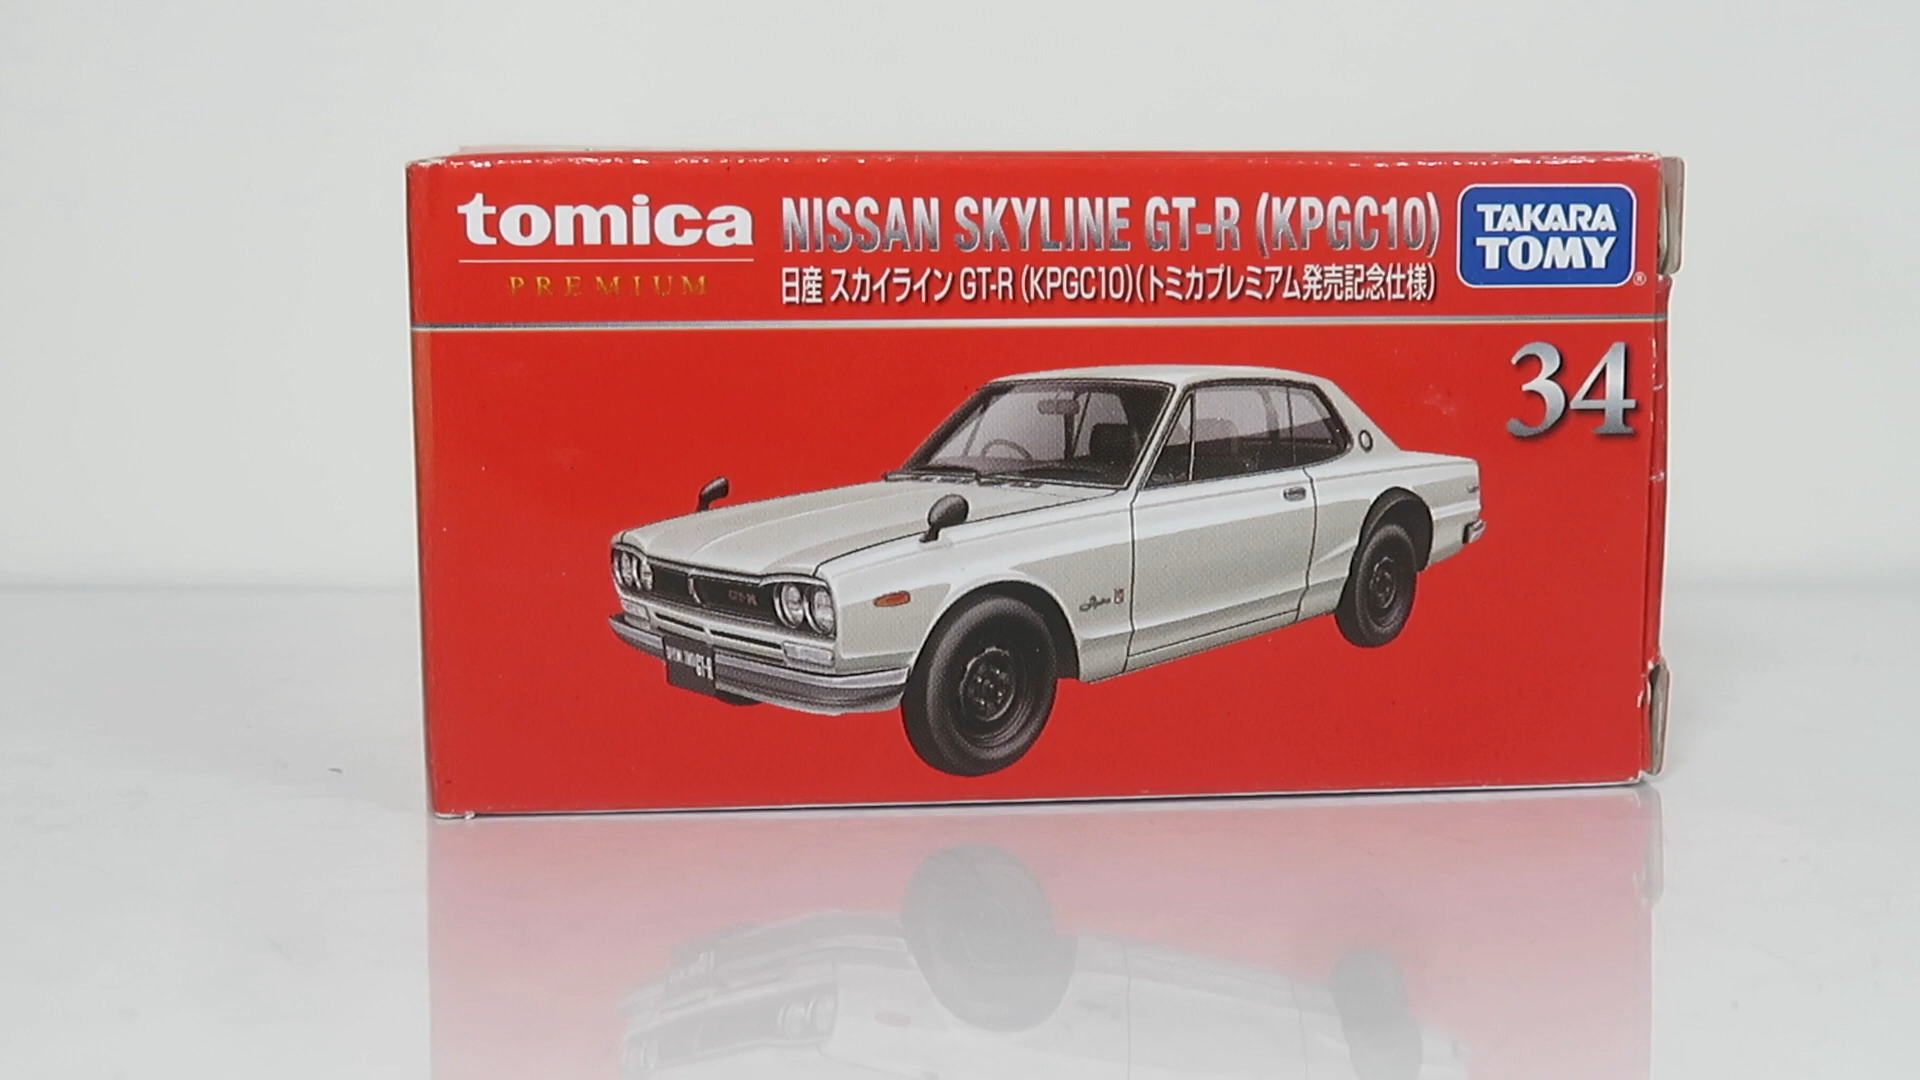 tomica
PREMIUM
NISSAN SKYLINE GT-R (KPGC10)
日産 スカイライン GT-R (KPGC10)(トミカプレミアム発売記念仕様)
TAKARA
TOMY
®
34
GT-R